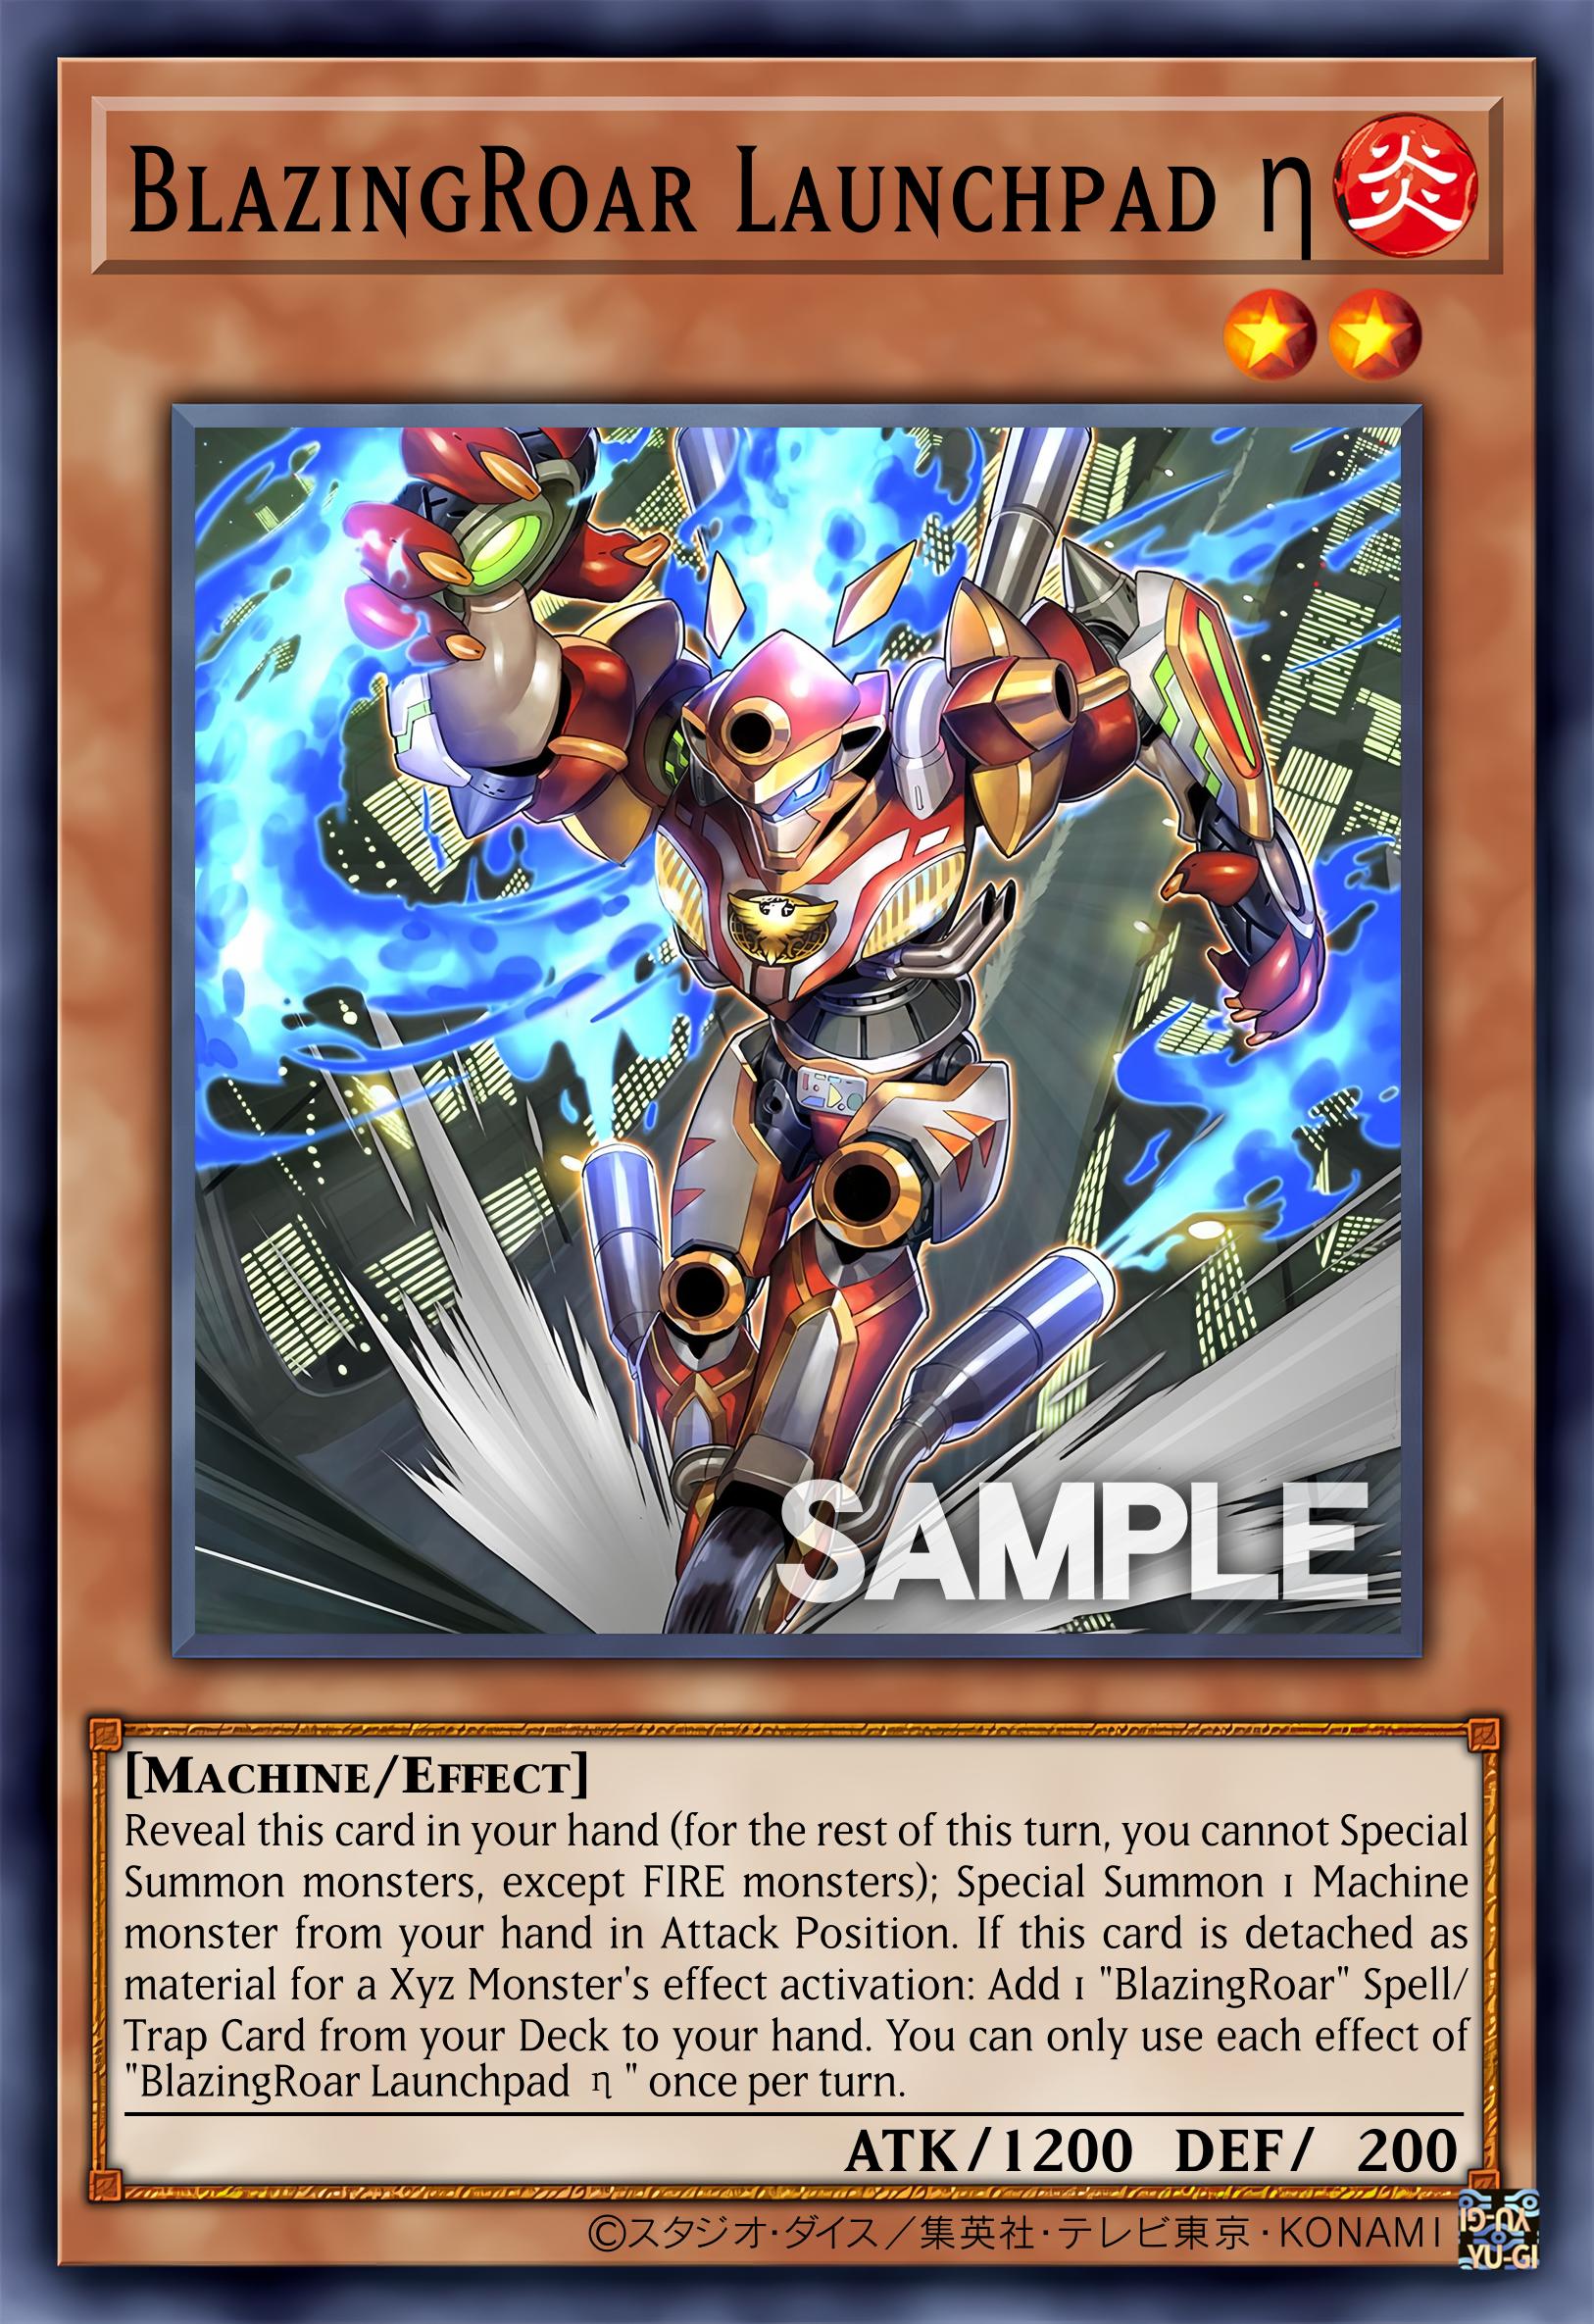 BlazingRoar Launchpad η
炎
SAMPLE
[Machine/Effect]
Reveal this card in your hand (for the rest of this turn, you cannot Special
Summon monsters, except FIRE monsters); Special Summon 1 Machine
monster from your hand in Attack Position. If this card is detached as
material for a Xyz Monster's effect activation: Add 1 "BlazingRoar" Spell/
Trap Card from your Deck to your hand. You can only use each effect of
"BlazingRoar Launchpad η " once per turn.
ATK/1200 DEF/ 200
©スタジオ・ダイス／集英社・テレビ東京・KONAMI
YU-GI
YU-GI